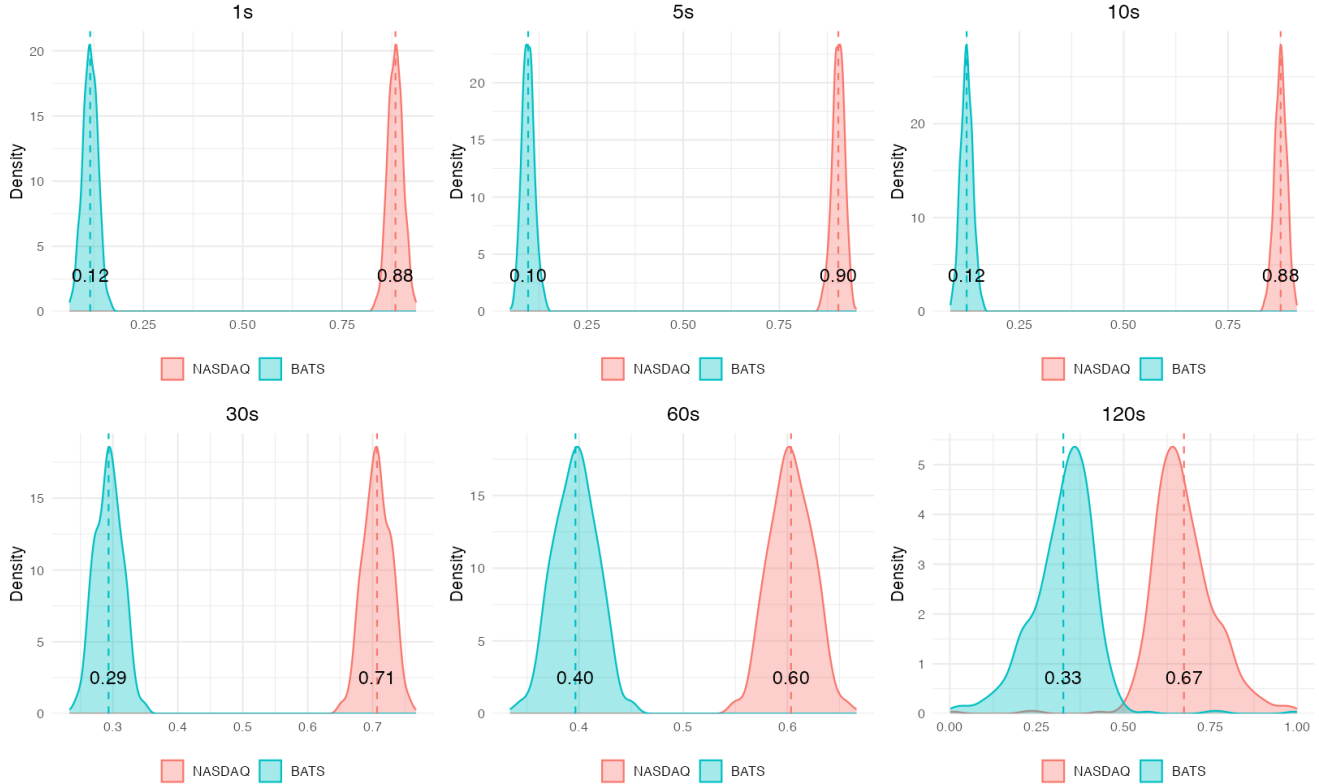 1s
Density
20
15
10
5
0
0.12
0.88
0.25
0.50
0.75
NASDAQ
BATS
5s
Density
20
15
10
5
0
0.10
0.90
0.25
0.50
0.75
NASDAQ
BATS
10s
Density
20
10
0
0.12
0.88
0.25
0.50
0.75
NASDAQ
BATS
30s
Density
15
10
5
0
0.29
0.71
0.3
0.4
0.5
0.6
0.7
NASDAQ
BATS
60s
Density
15
10
5
0
0.40
0.60
0.4
0.5
0.6
NASDAQ
BATS
120s
Density
5
4
3
2
1
0
0.33
0.67
0.00
0.25
0.50
0.75
1.00
NASDAQ
BATS